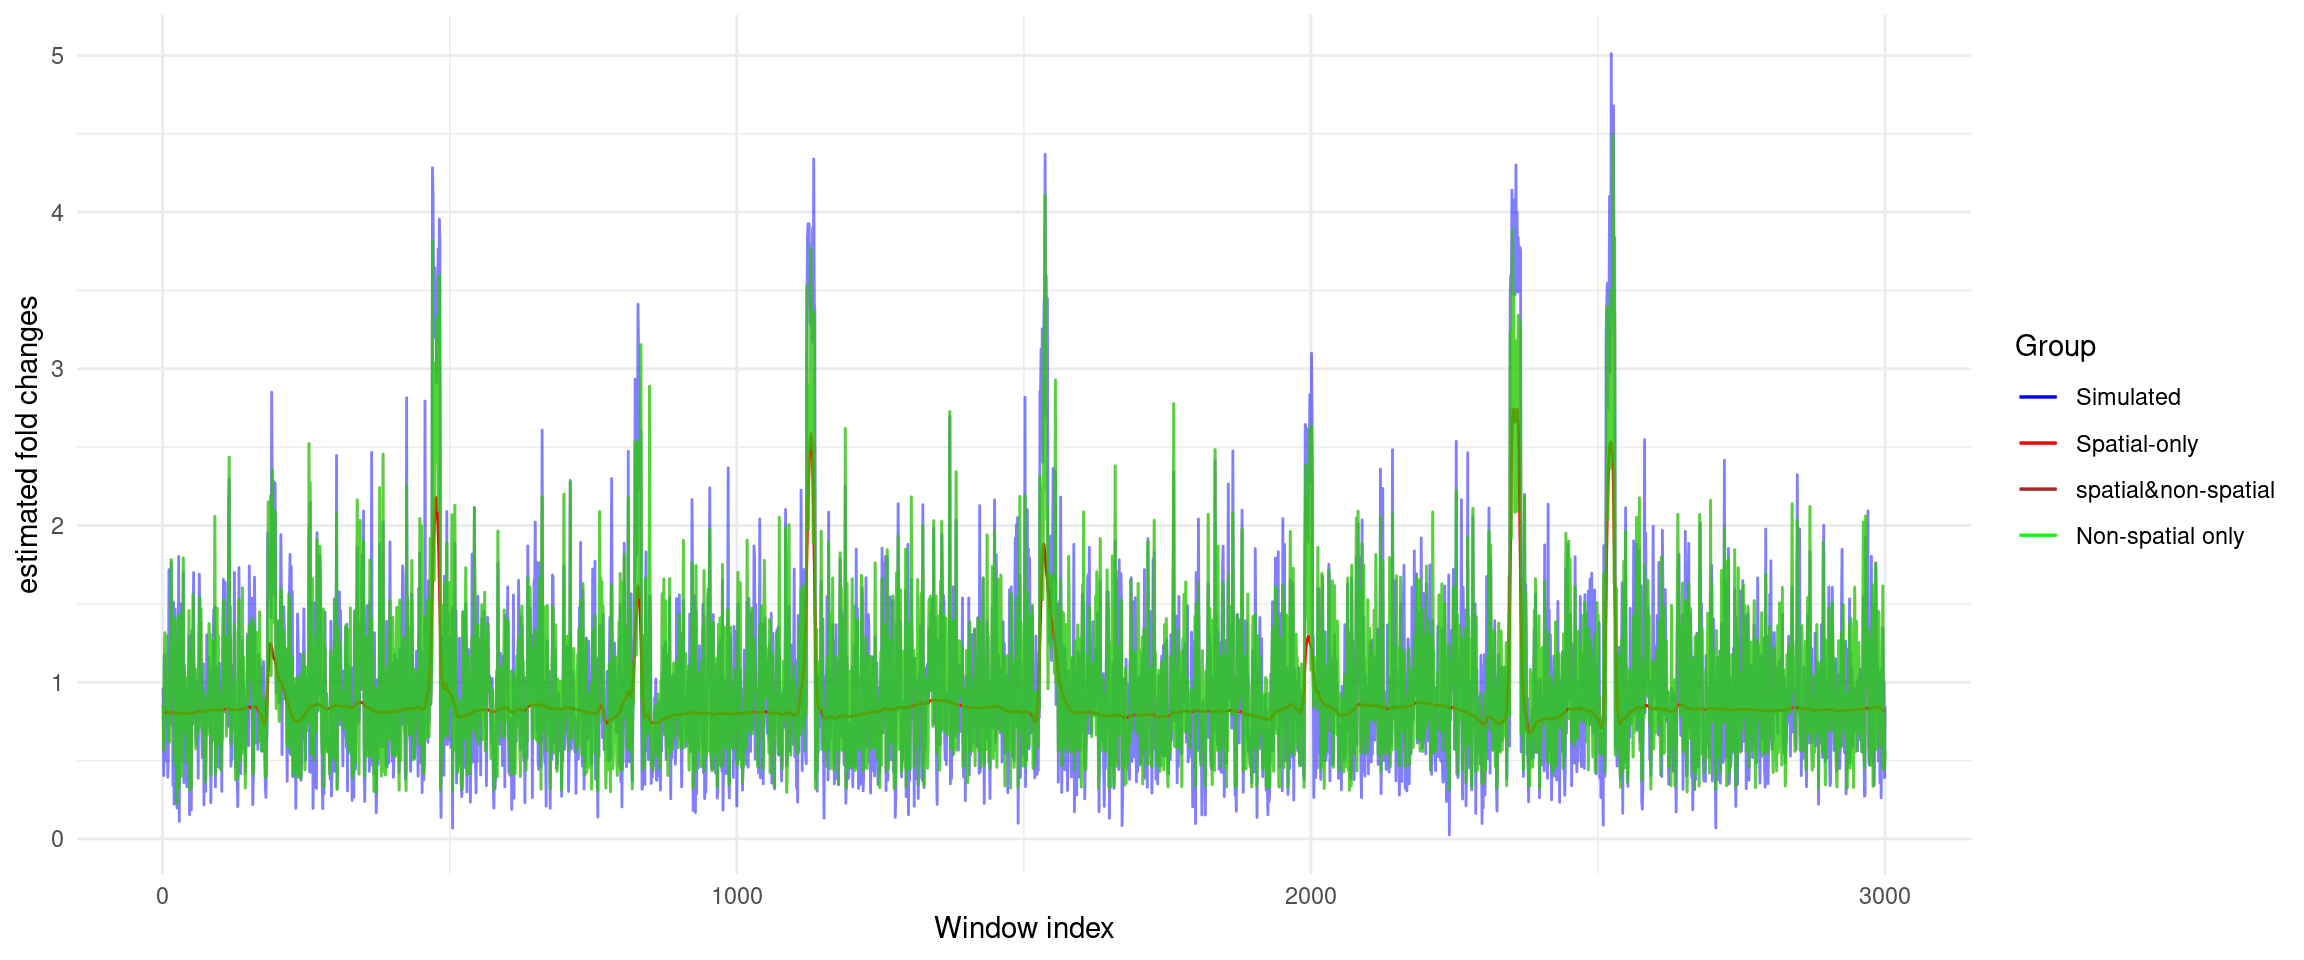 5
4
3
2
1
0
estimated fold changes
0 1000 2000 3000
Window index
Group
Simulated
Spatial-only
spatial&non-spatial
Non-spatial only